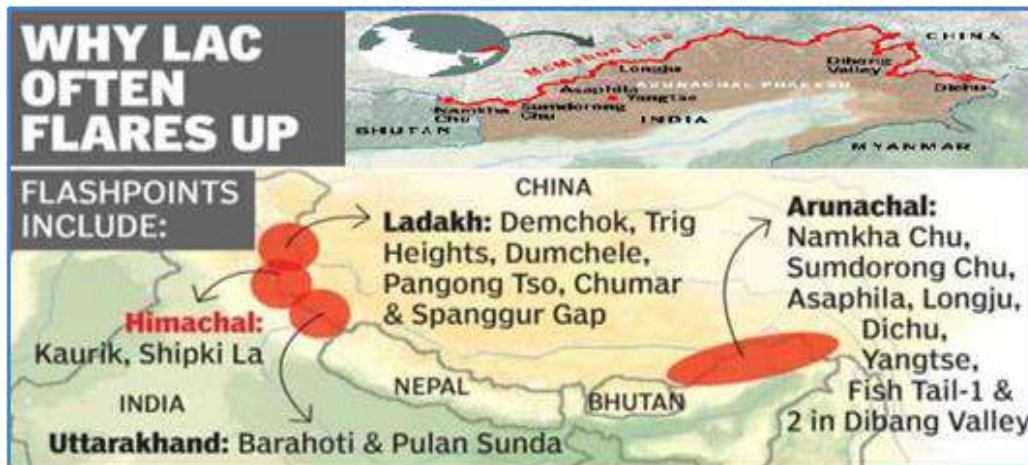 WHY LAC
OFTEN
FLARES UP
McMahon Line
CHINA
Longju
Dibong
Valley
Asaphila
ARUNACHAL PRADESH
Yangtse
Dichu
Namkha
Chu
Sumdorong
Chu
BHUTAN
INDIA
MYANMAR
FLASHPOINTS
INCLUDE:
CHINA
Ladakh: Demchok, Trig
Heights, Dumchele,
Pangong Tso, Chumar
& Spanggur Gap
Arunachal:
Namkha Chu,
Sumdorong Chu,
Asaphila, Longju,
Dichu,
Yangtse,
Fish Tail-1 &
2 in Dibang Valley
Himachal:
Kaurik, Shipki La
NEPAL
BHUTAN
INDIA
Uttarakhand: Barahoti & Pulan Sunda